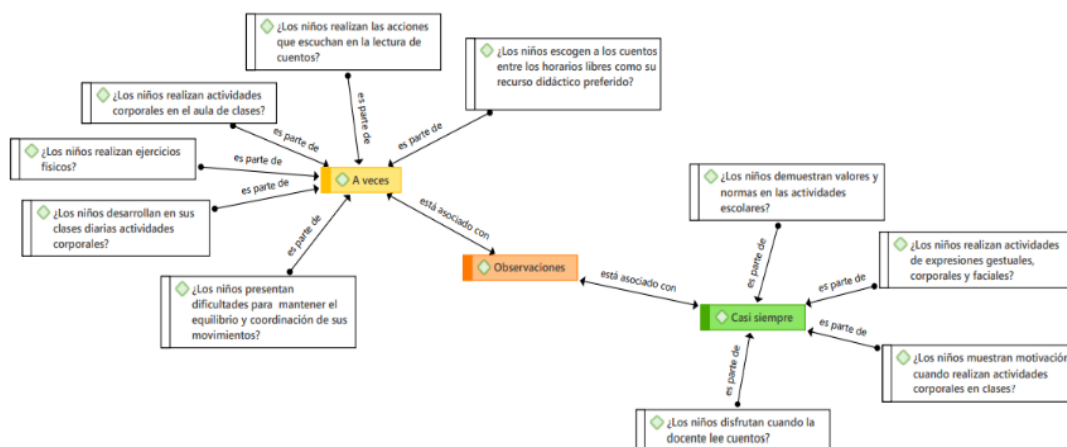 ¿Los niños realizan las acciones
que escuchan en la lectura de
cuentos?
¿Los niños escogen a los cuentos
entre los horarios libres como su
recurso didáctico preferido?
¿Los niños realizan actividades
corporales en el aula de clases?
es parte de
es parte de
es parte de
¿Los niños realizan ejercicios
físicos?
es parte de
A veces
¿Los niños demuestran valores y
normas en las actividades
escolares?
es parte de
¿Los niños desarrollan en sus
clases diarias actividades
corporales?
está asociado con
es parte de
Observaciones
es parte de
¿Los niños realizan actividades
de expresiones gestuales,
corporales y faciales?
está asociado con
es parte de
¿Los niños presentan
dificultades para mantener el
equilibrio y coordinación de sus
movimientos?
Casi siempre
es parte de
¿Los niños muestran motivación
cuando realizan actividades
corporales en clases?
es parte de
¿Los niños disfrutan cuando la
docente lee cuentos?